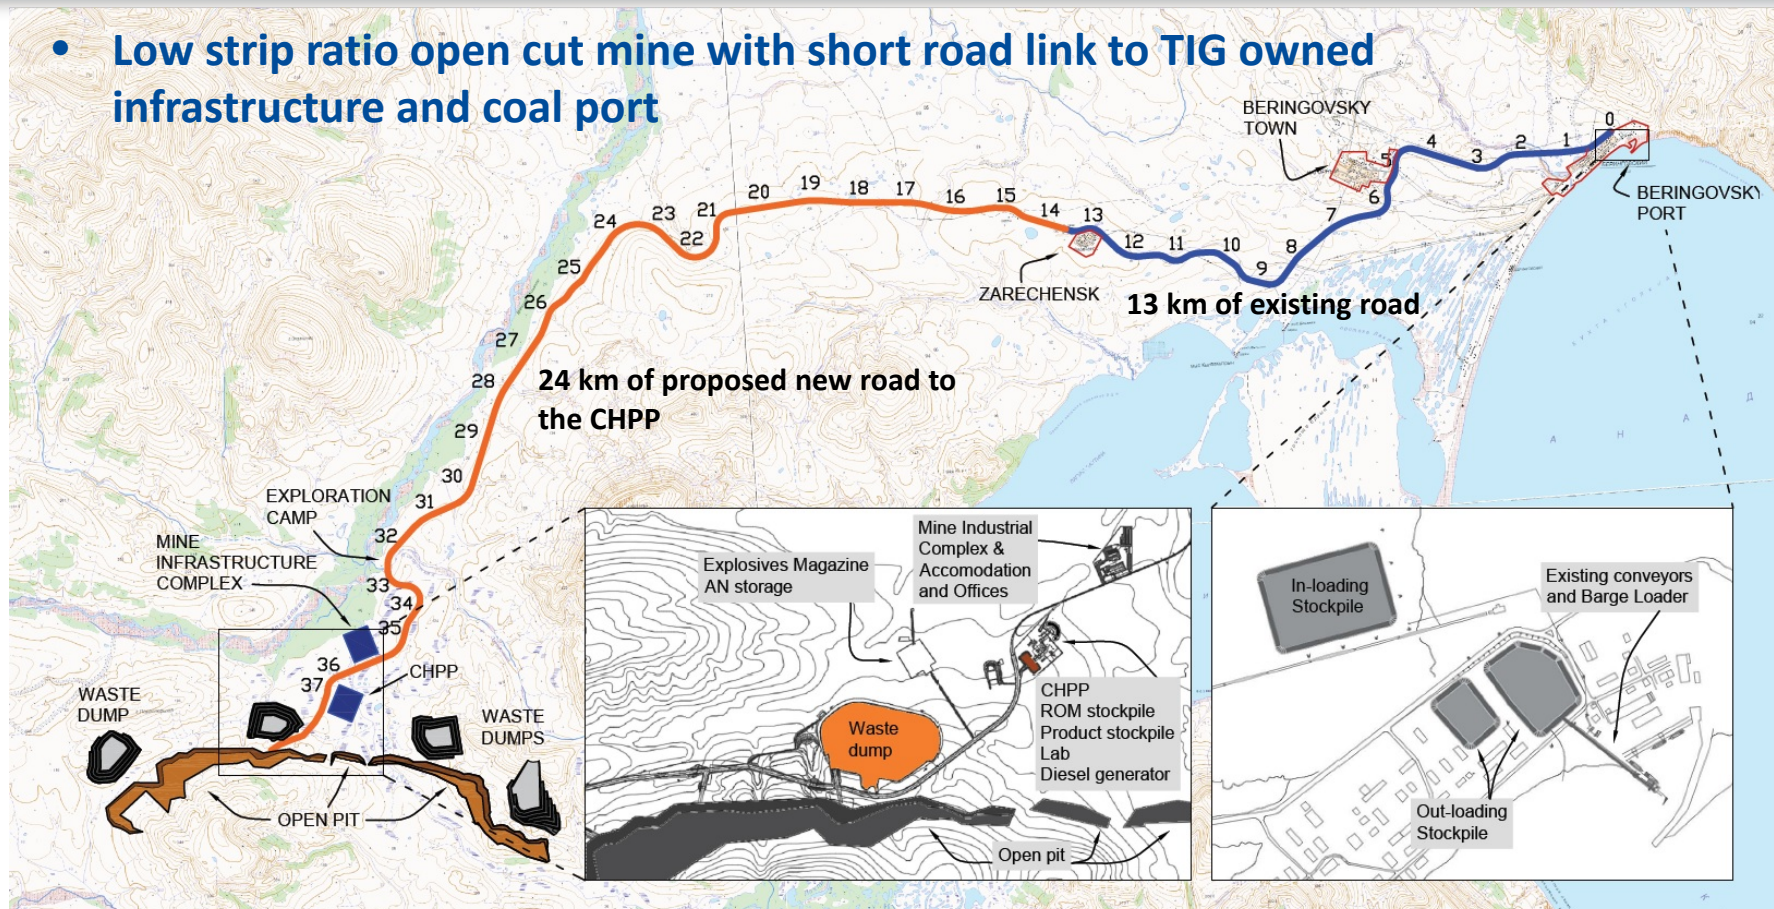 • Low strip ratio open cut mine with short road link to TIG owned
infrastructure and coal port
BERINGOVSKY
TOWN
0
1
2
3
4
5
6
7
8
9
10
11
12
13
14
15
16
17
18
19
20
21
22
23
24
25
26
27
28
29
30
31
32
33
34
35
36
37
BERINGOVSKY
PORT
ZARECHENSK
13 km of existing road
24 km of proposed new road to
the CHPP
EXPLORATION
CAMP
MINE
INFRASTRUCTURE
COMPLEX
CHPP
WASTE
DUMP
WASTE
DUMPS
OPEN PIT
Explosives Magazine
AN storage
Mine Industrial
Complex &
Accomodation
and Offices
Waste
dump
CHPP
ROM stockpile
Product stockpile
Lab
Diesel generator
Open pit
In-loading
Stockpile
Existing conveyors
and Barge Loader
Out-loading
Stockpile